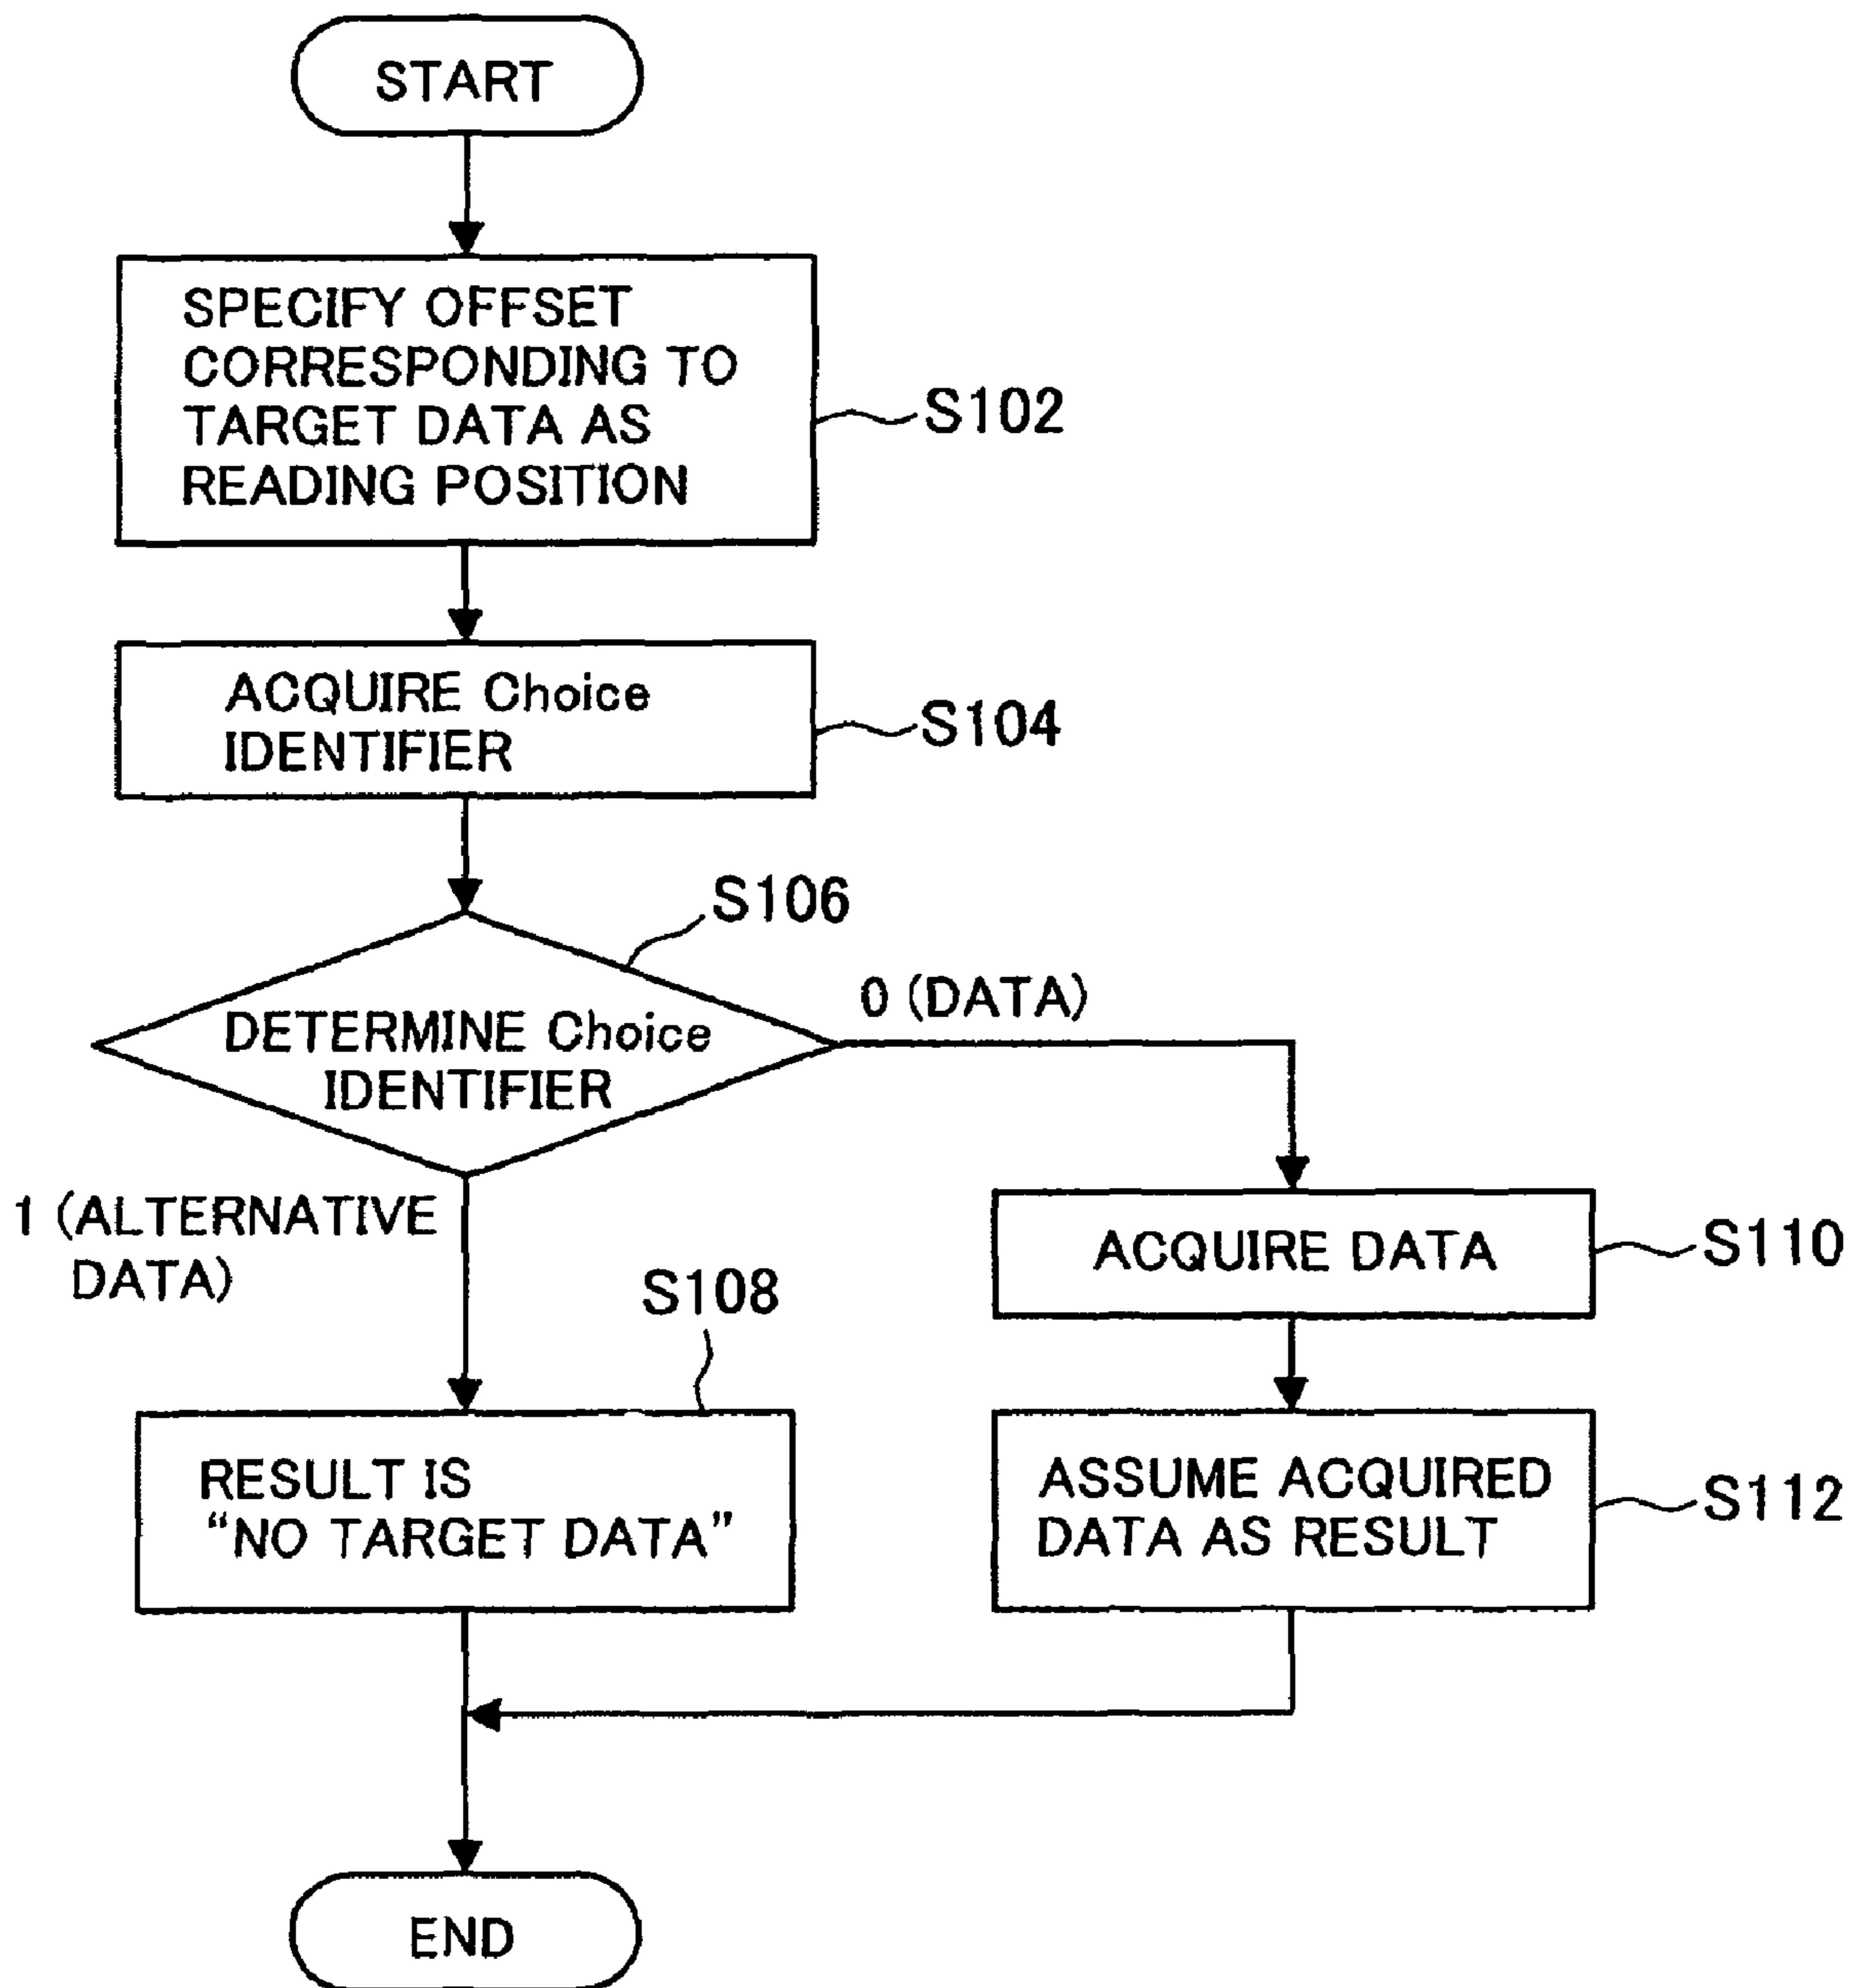 START
SPECIFY OFFSET
CORRESPONDING TO
TARGET DATA AS
READING POSITION
S102
ACQUIRE Choice
IDENTIFIER
S104
S106
DETERMINE Choice
IDENTIFIER
0 (DATA)
1 (ALTERNATIVE
DATA)
ACQUIRE DATA
S110
S108
RESULT IS
“NO TARGET DATA”
ASSUME ACQUIRED
DATA AS RESULT
S112
END